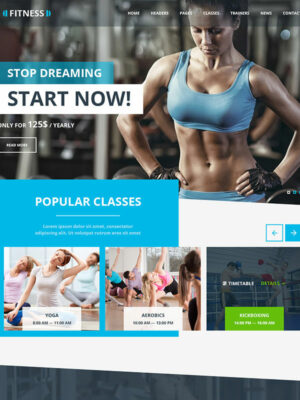 FITNESS
HOME HEADERS PAGES CLASSES TRAINERS NEWS CONTACT
STOP DREAMING
START NOW!
ONLY FOR 125$ / YEARLY
READ MORE
POPULAR CLASSES
Lorem ipsum dolor sit amet, consectetur
adipiscing elit. Ut volutpat rutrum eros sit amet
TIMETABLE DETAILS
YOGA
8:00 AM — 11:00 AM
AEROBICS
10:00 AM — 12:00 PM
KICKBOXING
14:00 PM — 16:00 PM